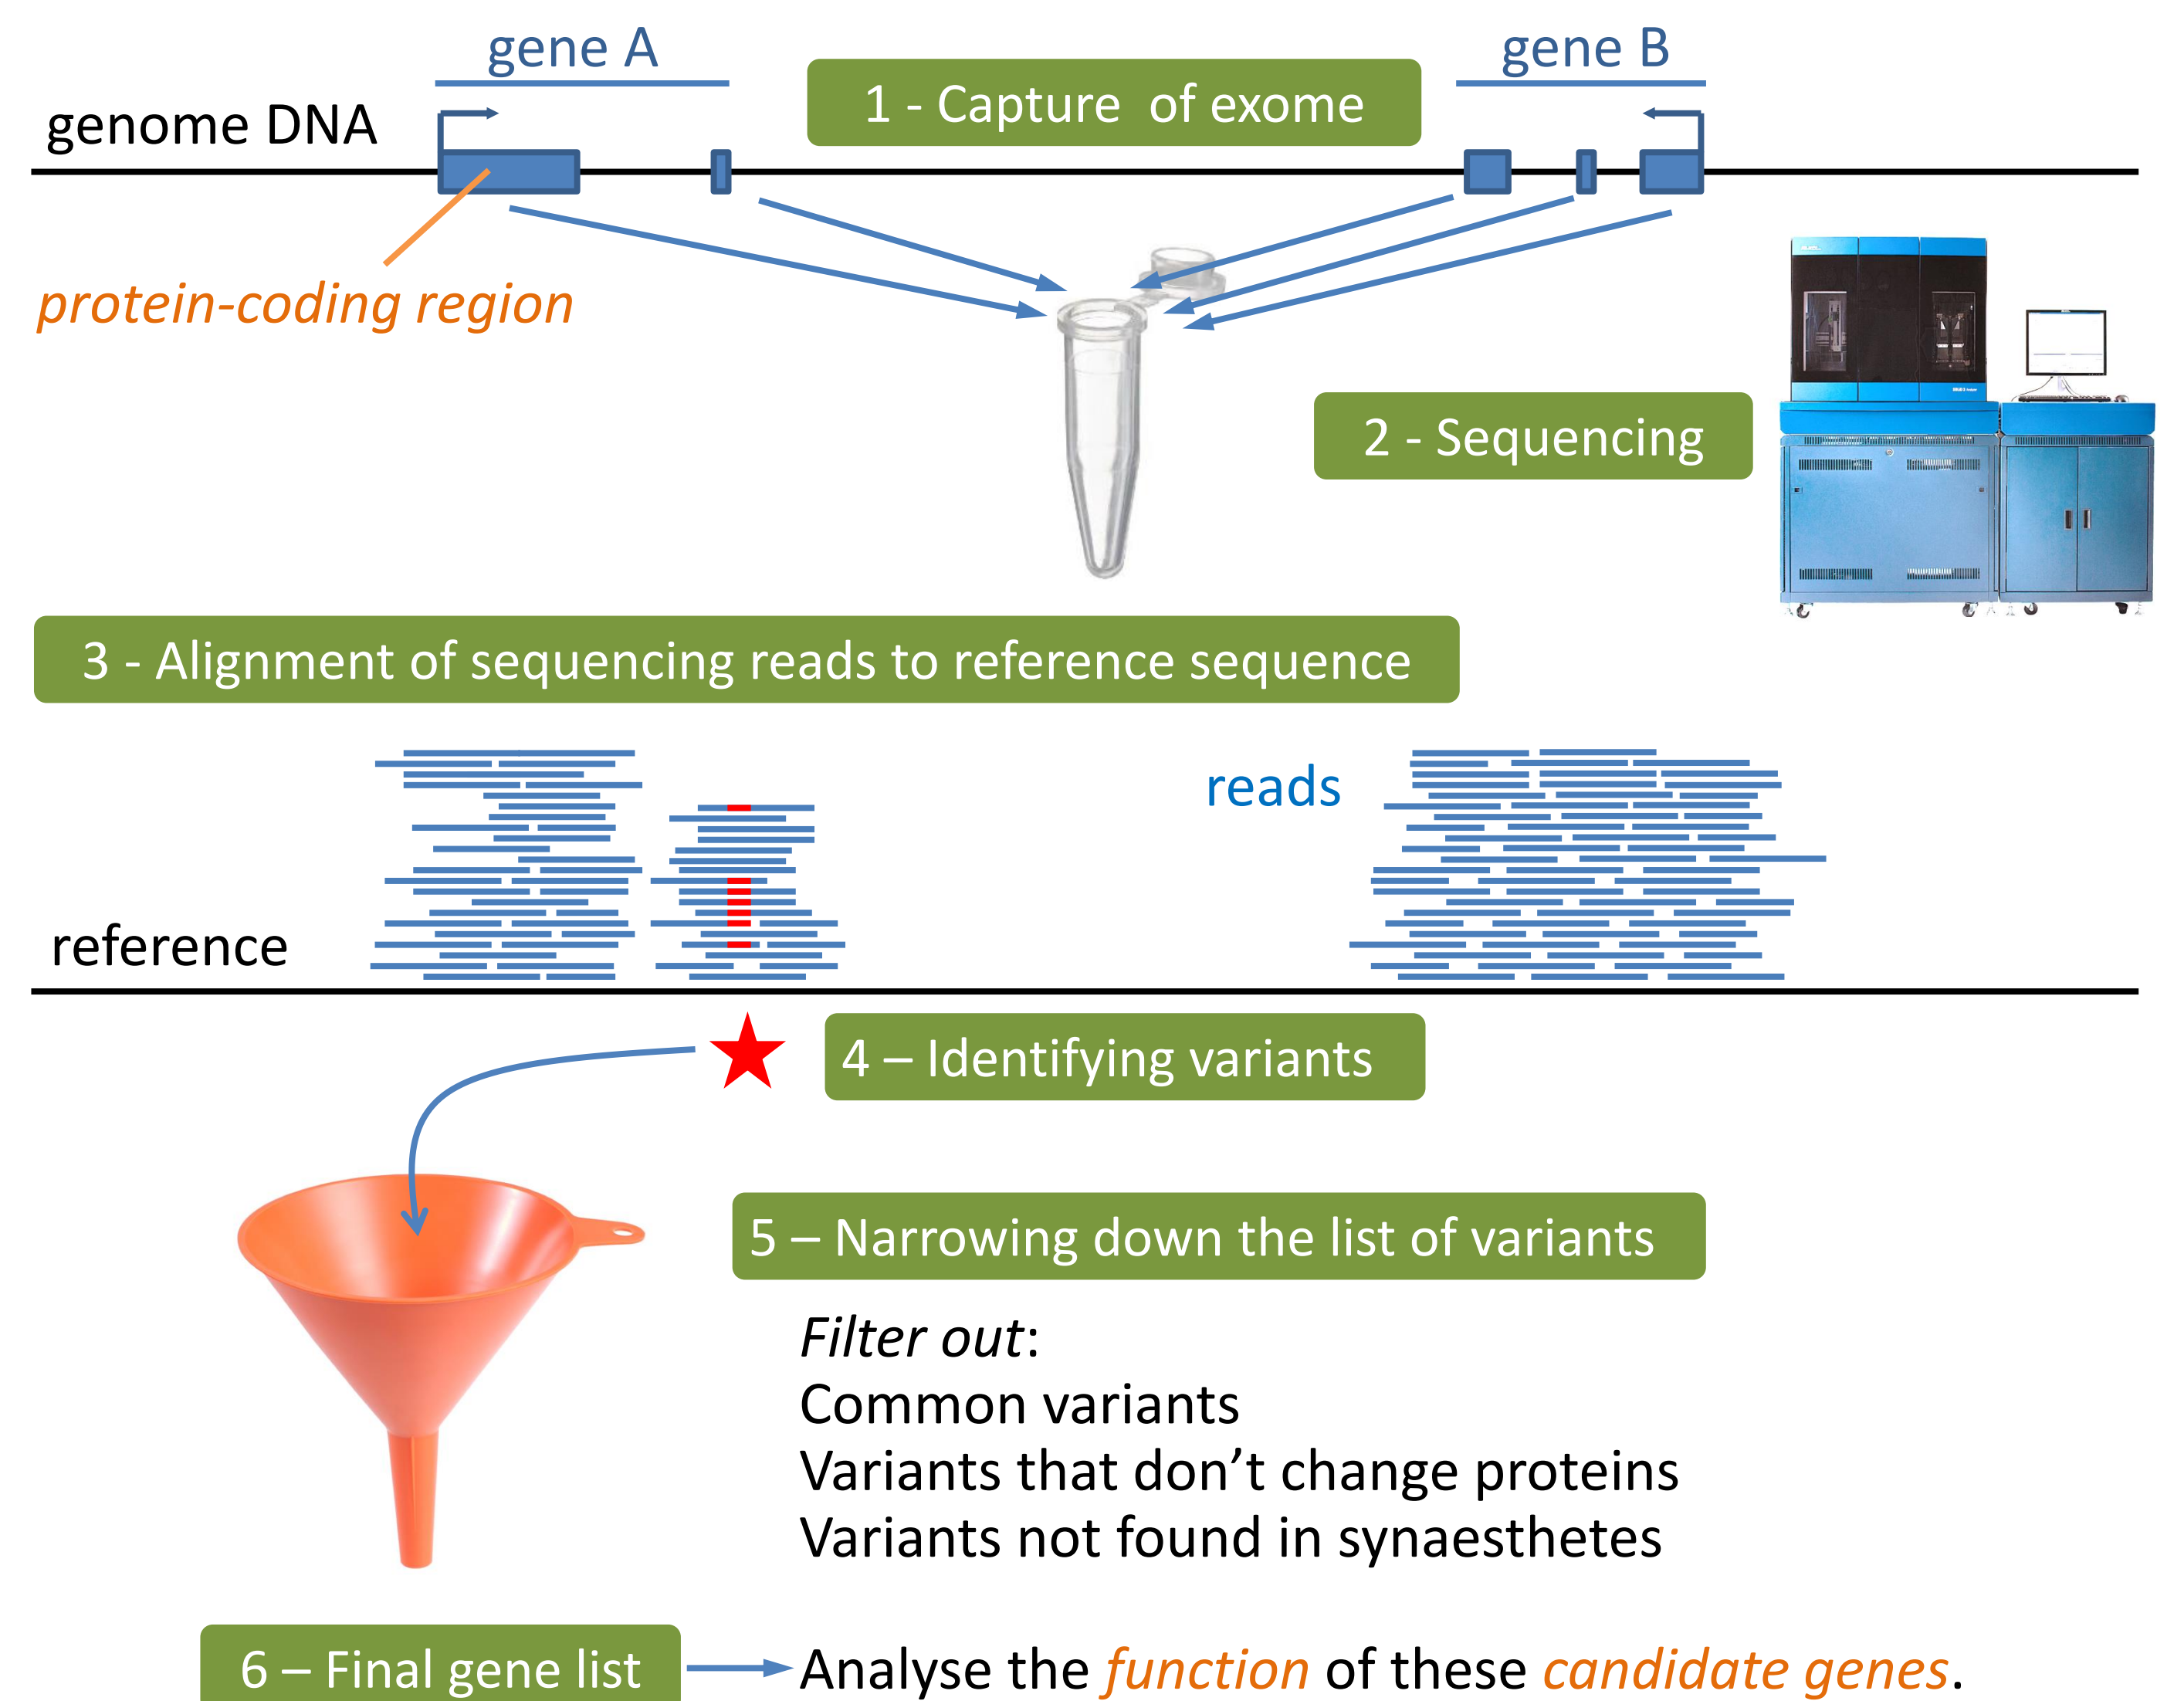 gene A
gene B
1 - Capture of exome
genome DNA
protein-coding region
2 - Sequencing
3 - Alignment of sequencing reads to reference sequence
reads
reference
4 – Identifying variants
5 – Narrowing down the list of variants
Filter out:
Common variants
Variants that don’t change proteins
Variants not found in synaesthetes
6 – Final gene list
Analyse the function of these candidate genes.